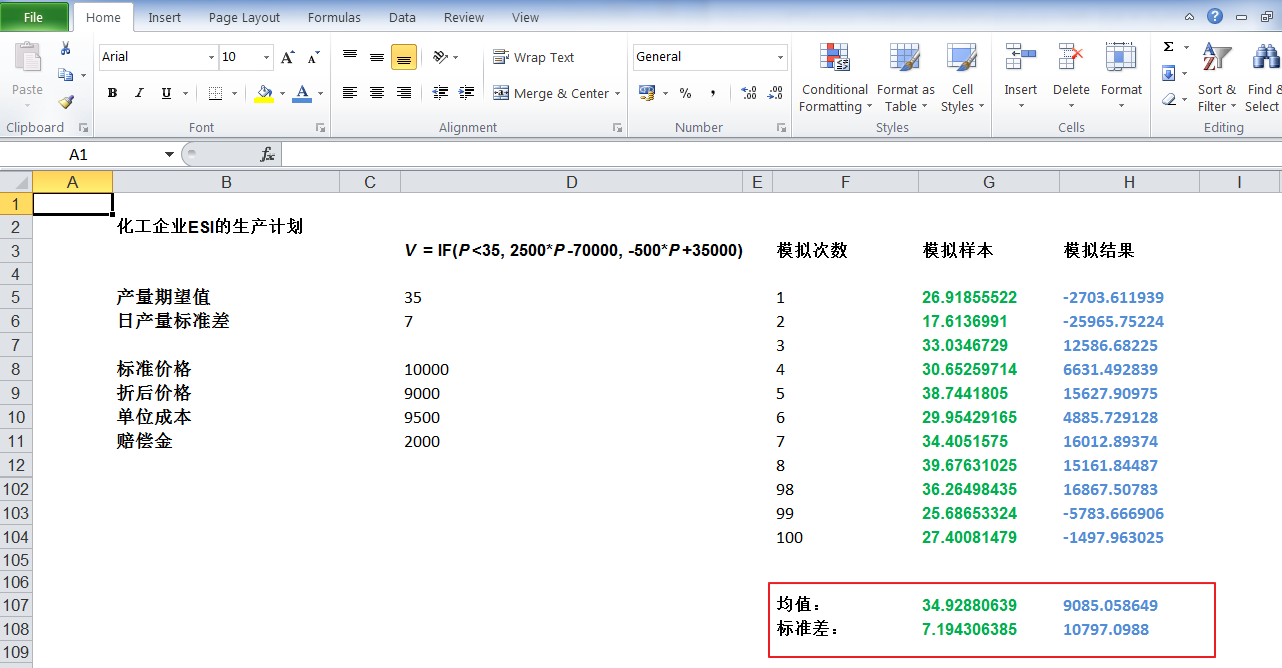 File Home Insert Page Layout Formulas Data Review View
Arial 10 Wrap Text General
Paste B I U Merge & Center % , Conditional Formatting Format as Table Cell Styles Insert Delete Format Sort & Filter Find & Select
Clipboard Font Alignment Number Styles Cells Editing
A1 fx
A B C D E F G H I
1
2 化工企业ESI的生产计划
3 V = IF(P<35, 2500*P-70000, -500*P+35000) 模拟次数 模拟样本 模拟结果
4
5 产量期望值 35 1 26.91855522 -2703.611939
6 日产量标准差 7 2 17.6136991 -25965.75224
7 3 33.0346729 12586.68225
8 标准价格 10000 4 30.65259714 6631.492839
9 折后价格 9000 5 38.7441805 15627.90975
10 单位成本 9500 6 29.95429165 4885.729128
11 赔偿金 2000 7 34.4051575 16012.89374
12 8 39.67631025 15161.84487
102 98 36.26498435 16867.50783
103 99 25.68653324 -5783.666906
104 100 27.40081479 -1497.963025
105
106
107 均值： 34.92880639 9085.058649
108 标准差： 7.194306385 10797.0988
109